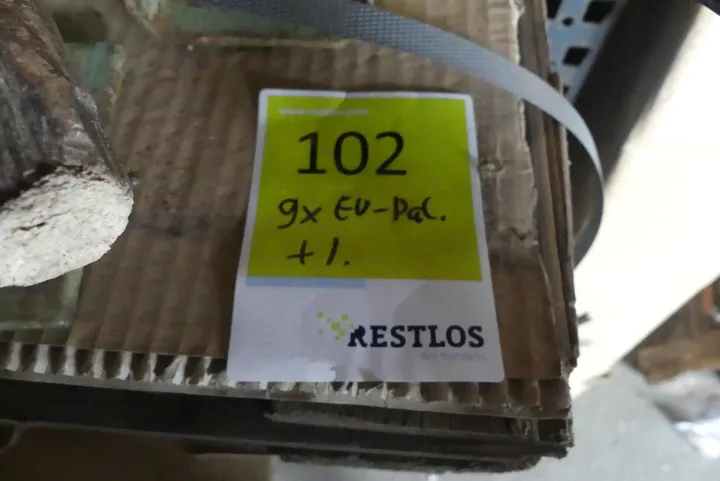 102
9x EU-Pal.
+1.
RESTLOS